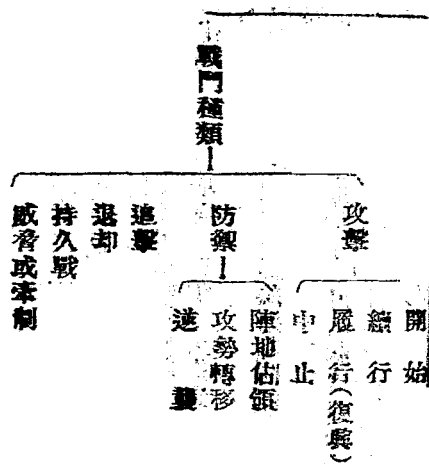 戰鬥種類
攻擊
開始
續行
履行(復興)
中止
防禦
陣地佔領
攻勢轉移
逆襲
追擊
退却
持久戰
威脅或牽制